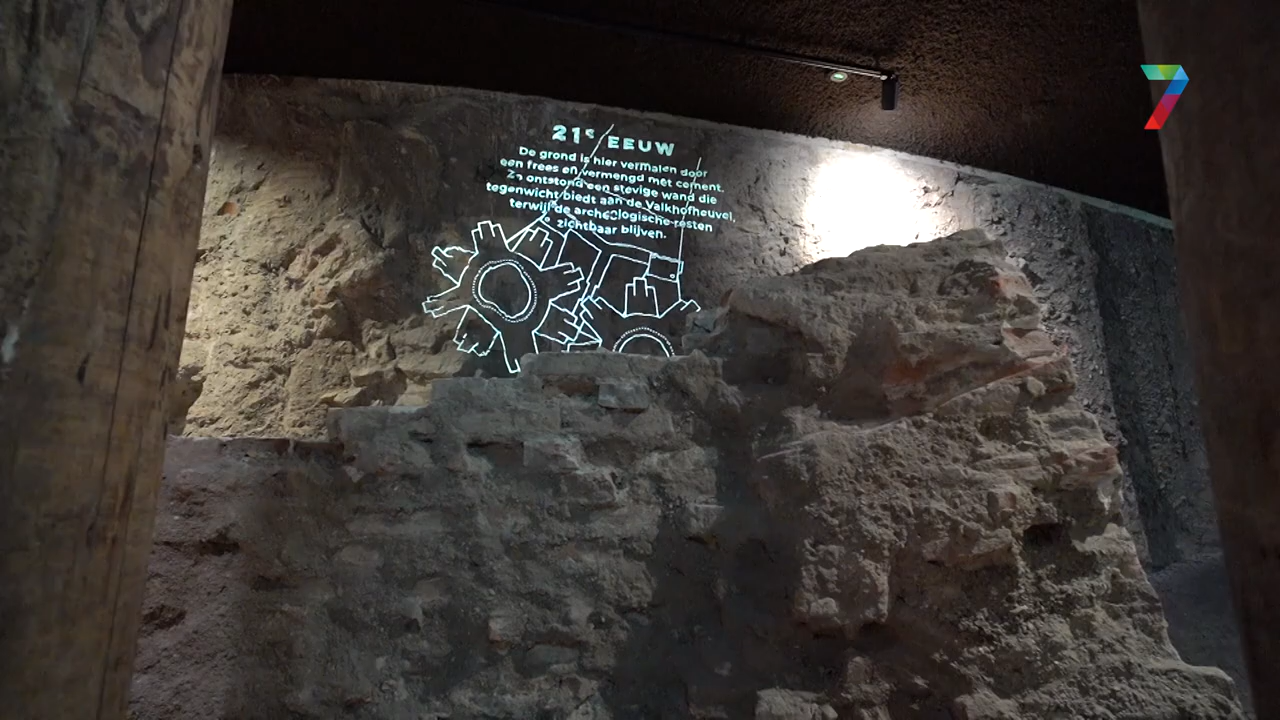 21e EEUW
De grond is hier vermalen door
een frees en vermengd met cement.
Zo ontstond een stevige wand die
tegenwicht biedt aan de Valkhofheuvel,
terwijl de archeologische resten
zichtbaar blijven.
7